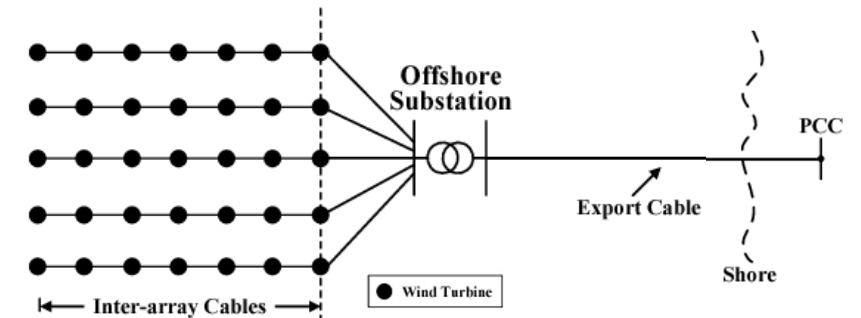 Offshore
Substation
PCC
Export Cable
Shore
Inter-array Cables
Wind Turbine